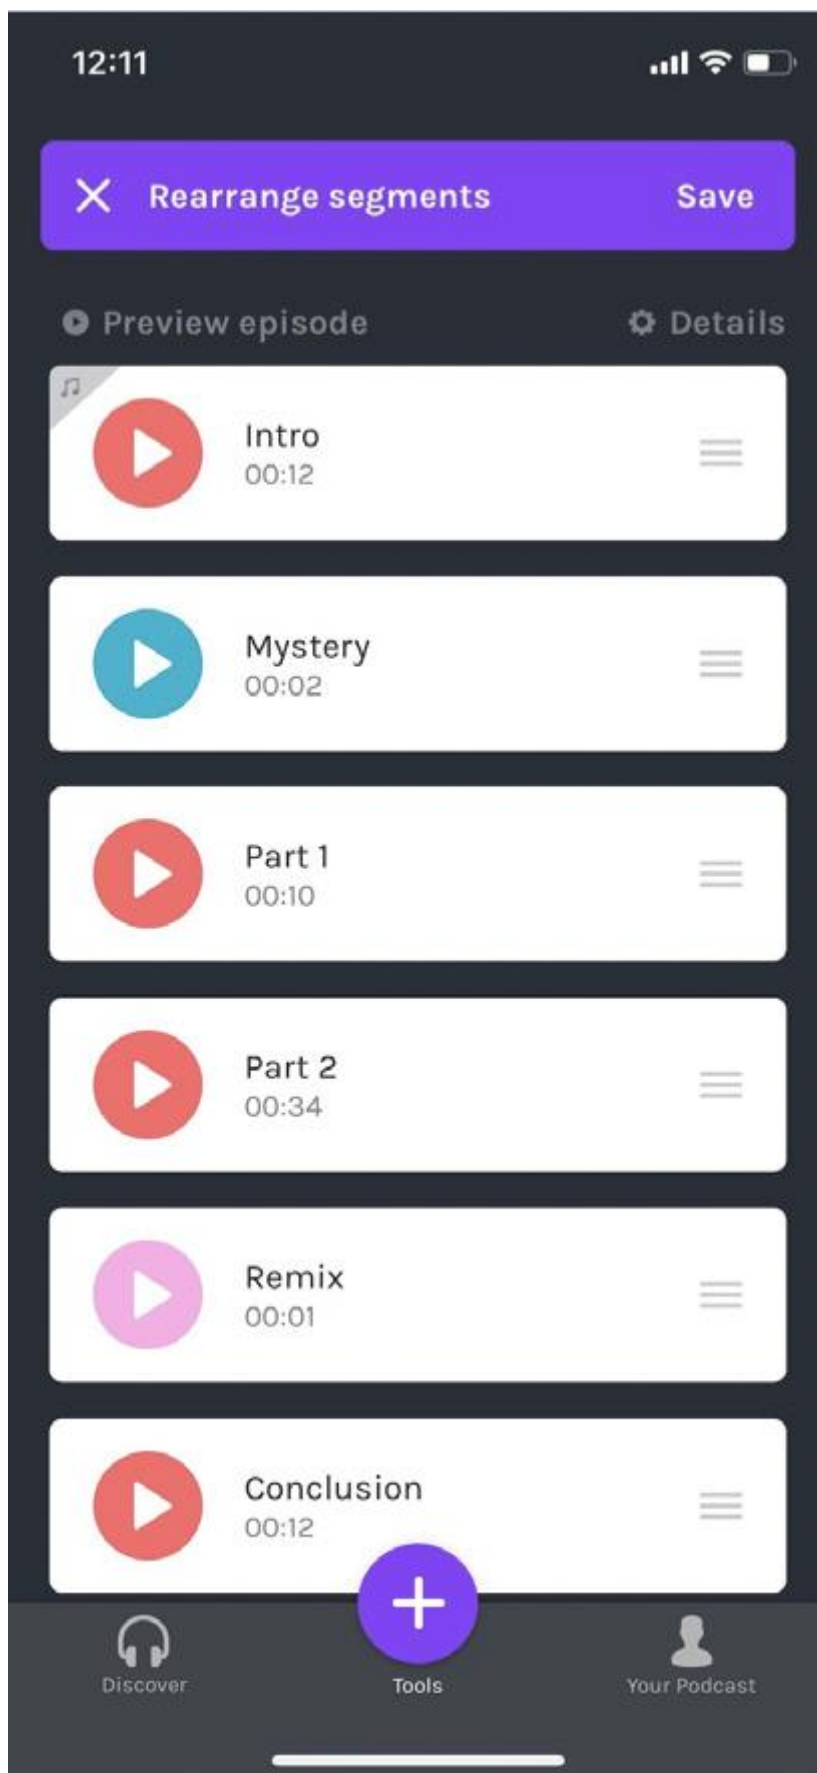 12:11
Rearrange segments Save
Preview episode Details
Intro
00:12
Mystery
00:02
Part 1
00:10
Part 2
00:34
Remix
00:01
Conclusion
00:12
Discover Tools Your Podcast